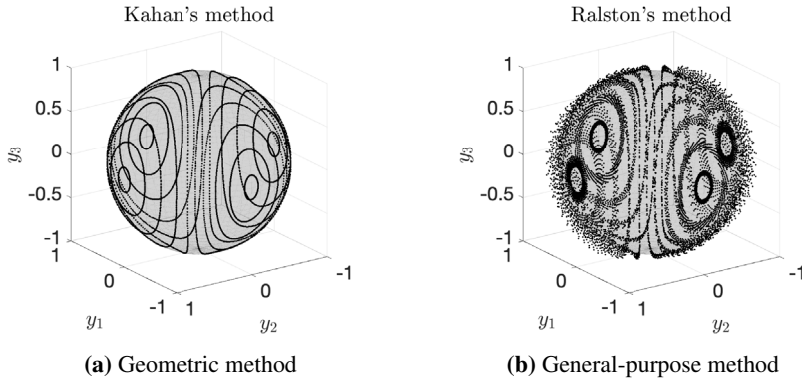 Kahan's method
1
0.5
y₃
0
-0.5
-1
1
0
-1
y₁
1
0
-1
y₂
(a) Geometric method
Ralston's method
1
0.5
y₃
0
-0.5
-1
1
0
-1
y₁
1
0
-1
y₂
(b) General-purpose method